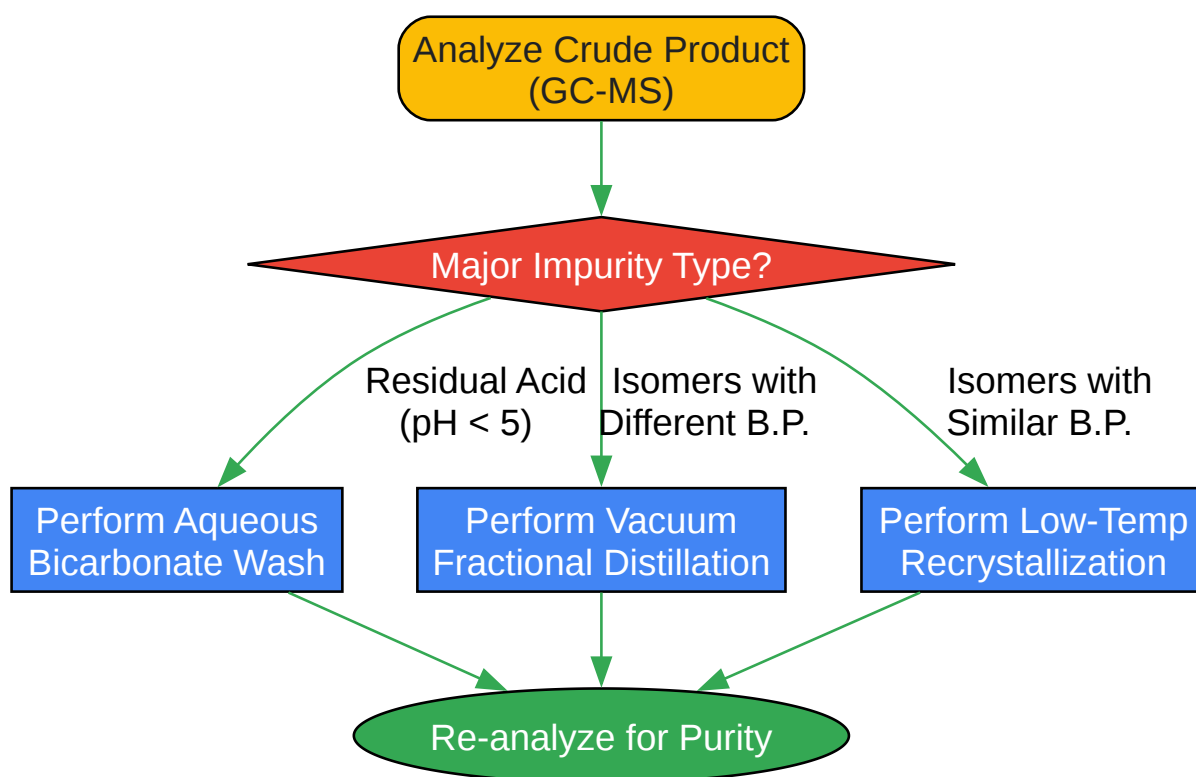 Analyze Crude Product
(GC-MS)
Major Impurity Type?
Residual Acid
(pH < 5)
Isomers with
Different B.P.
Isomers with
Similar B.P.
Perform Aqueous
Bicarbonate Wash
Perform Vacuum
Fractional Distillation
Perform Low-Temp
Recrystallization
Re-analyze for Purity